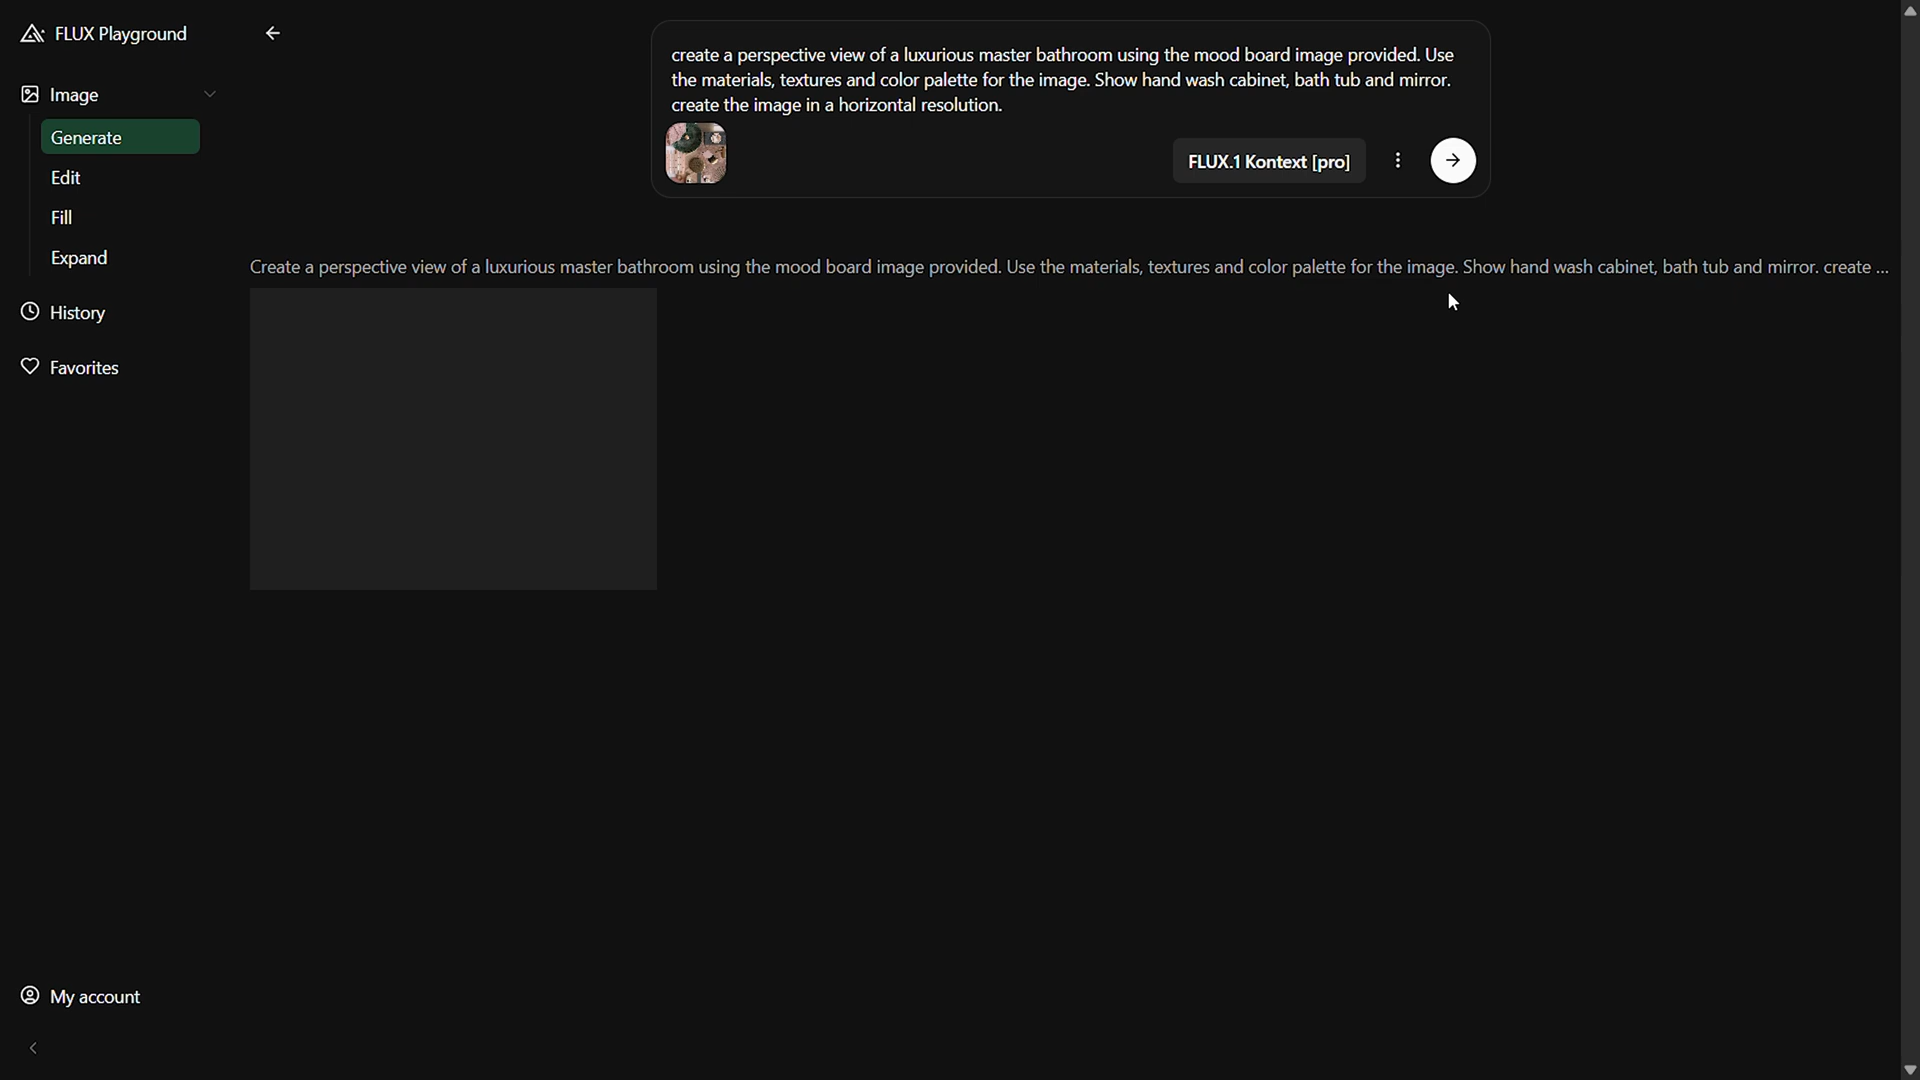 FLUX Playground
Image
Generate
Edit
Fill
Expand
History
Favorites
My account
create a perspective view of a luxurious master bathroom using the mood board image provided. Use
the materials, textures and color palette for the image. Show hand wash cabinet, bath tub and mirror.
create the image in a horizontal resolution.
FLUX.1 Kontext [pro]
Create a perspective view of a luxurious master bathroom using the mood board image provided. Use the materials, textures and color palette for the image. Show hand wash cabinet, bath tub and mirror. create ...